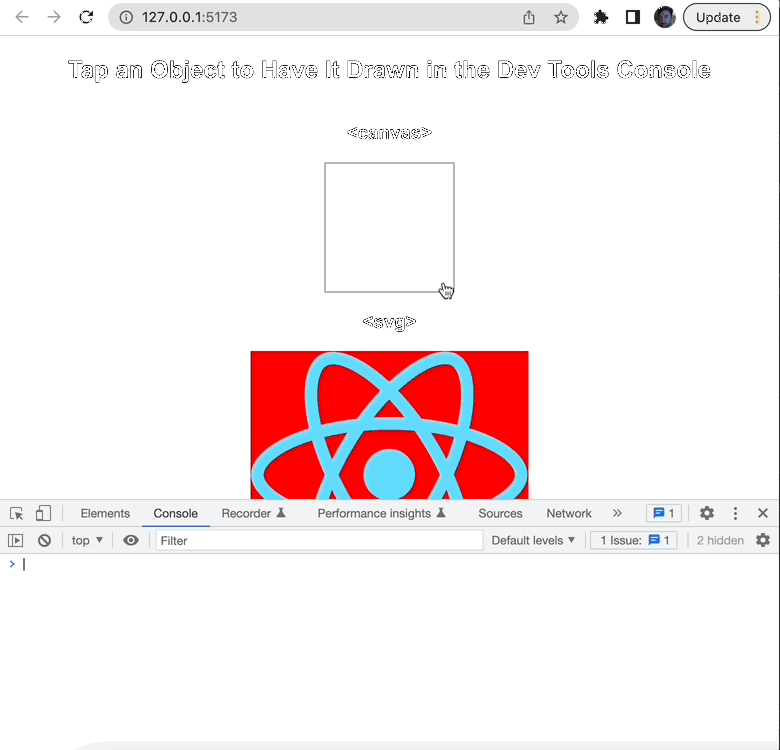 127.0.0.1:5173
Update
Tap an Object to Have It Drawn in the Dev Tools Console
<canvas>
<svg>
Elements Console Recorder Performance insights Sources Network » 1
top ▼ Filter Default levels ▼ 1 Issue: 1 2 hidden
>